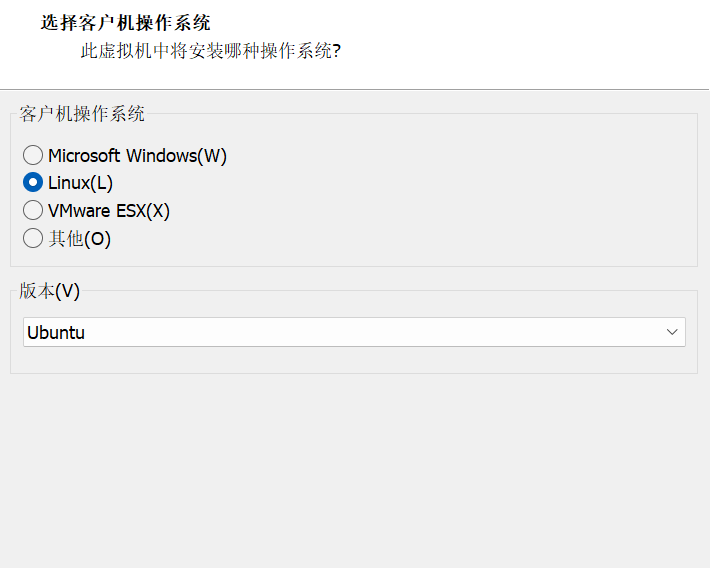 选择客户机操作系统
此虚拟机中将安装哪种操作系统?
客户机操作系统
Microsoft Windows(W)
Linux(L)
VMware ESX(X)
其他(O)
版本(V)
Ubuntu